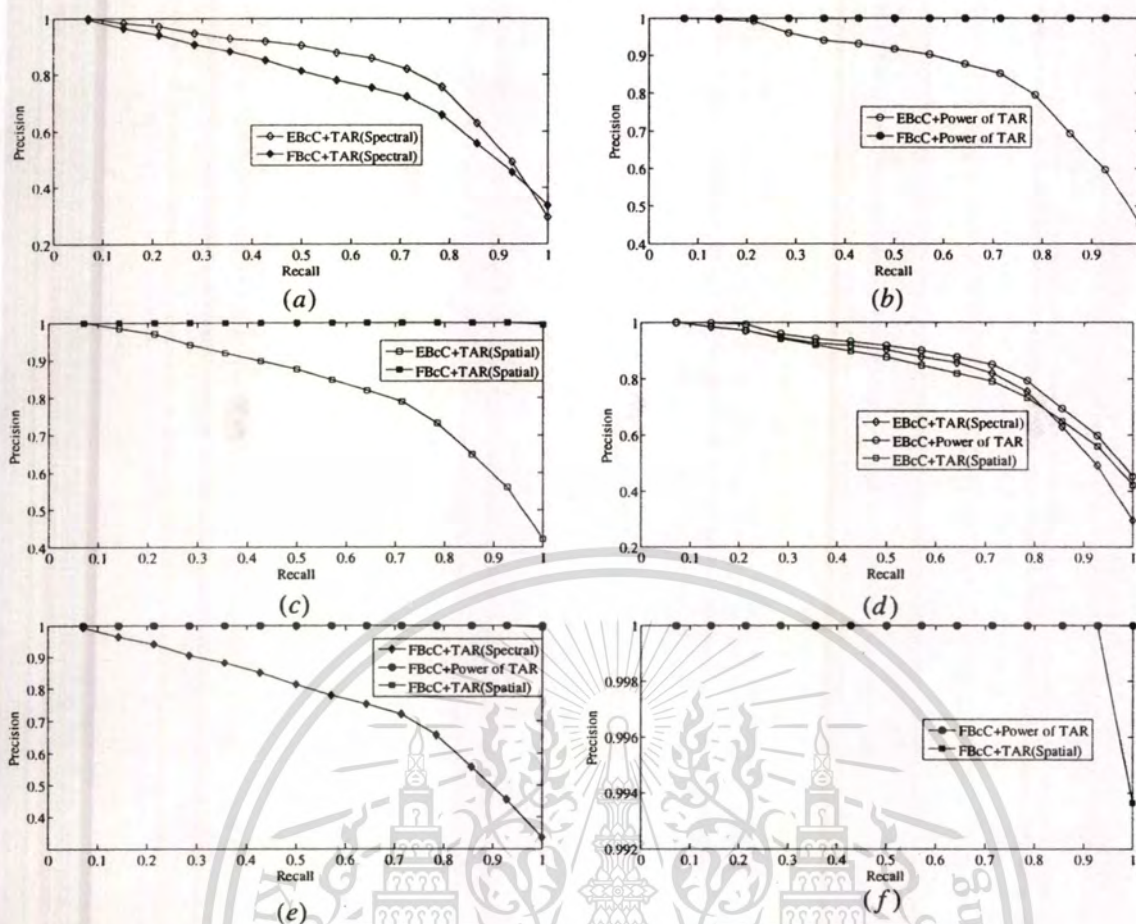 1
0.8
0.6
0.4
0.2
Precision
EBcC+TAR(Spectral)
FBcC+TAR(Spectral)
0 0.1 0.2 0.3 0.4 0.5 0.6 0.7 0.8 0.9 1
Recall
(a)
1
0.9
0.8
0.7
0.6
0.5
0.4
Precision
EBcC+Power of TAR
FBcC+Power of TAR
0 0.1 0.2 0.3 0.4 0.5 0.6 0.7 0.8 0.9
Recall
(b)
1
0.9
0.8
0.7
0.6
0.5
0.4
Precision
EBcC+TAR(Spatial)
FBcC+TAR(Spatial)
0 0.1 0.2 0.3 0.4 0.5 0.6 0.7 0.8 0.9 1
Recall
(c)
1
0.8
0.6
0.4
0.2
Precision
EBcC+TAR(Spectral)
EBcC+Power of TAR
EBcC+TAR(Spatial)
0 0.1 0.2 0.3 0.4 0.5 0.6 0.7 0.8 0.9 1
Recall
(d)
1
0.9
0.8
0.7
0.6
0.5
0.4
Precision
FBcC+TAR(Spectral)
FBcC+Power of TAR
FBcC+TAR(Spatial)
0 0.1 0.2 0.3 0.4 0.5 0.6 0.7 0.8 0.9 1
Recall
(e)
1
0.998
0.996
0.994
0.992
Precision
FBcC+Power of TAR
FBcC+TAR(Spatial)
0 0.1 0.2 0.3 0.4 0.5 0.6 0.7 0.8 0.9 1
Recall
(f)